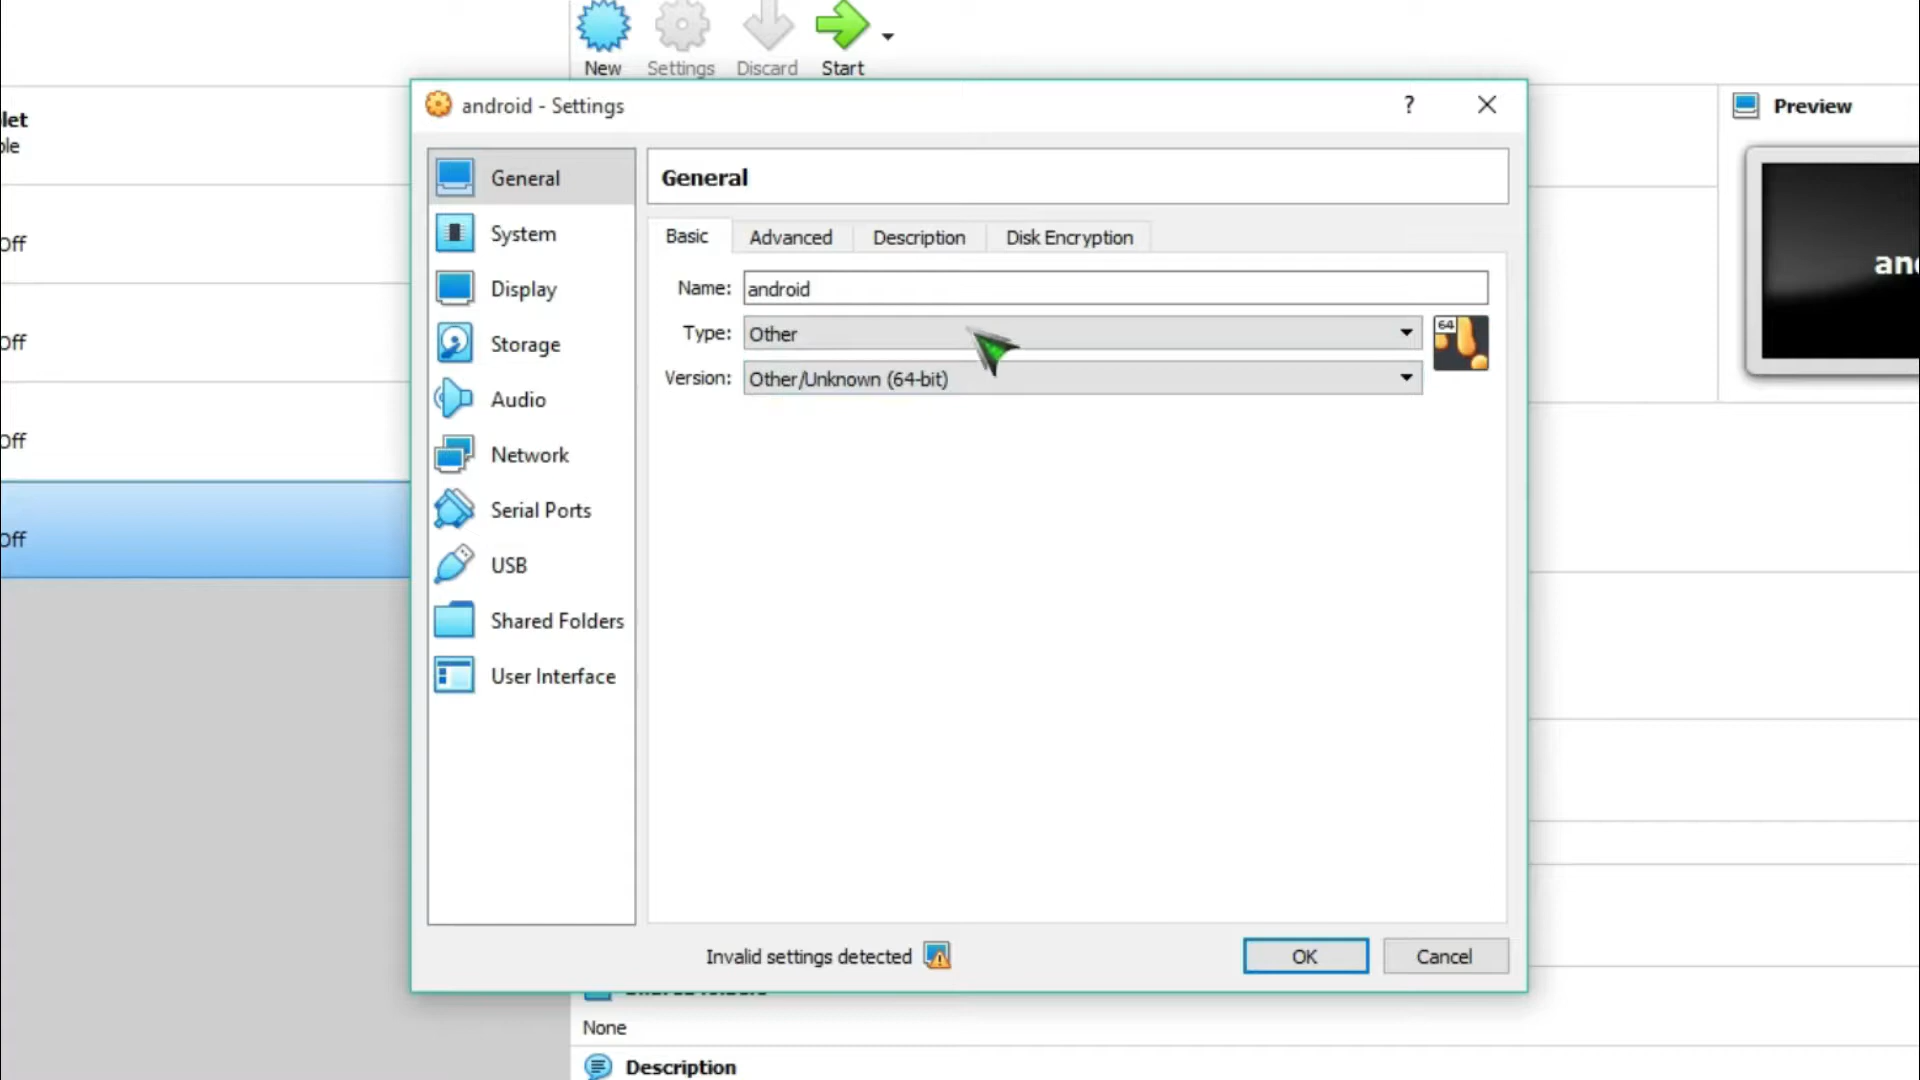 New Settings Discard Start
android - Settings ?
Preview
General
System
Display
Storage
Audio
Network
Serial Ports
USB
Shared Folders
User Interface
General
Basic Advanced Description Disk Encryption
Name: android
Type: Other
64
Version: Other/Unknown (64-bit)
Invalid settings detected
OK Cancel
let
ole
Off
Off
Off
Off
and
None
Description